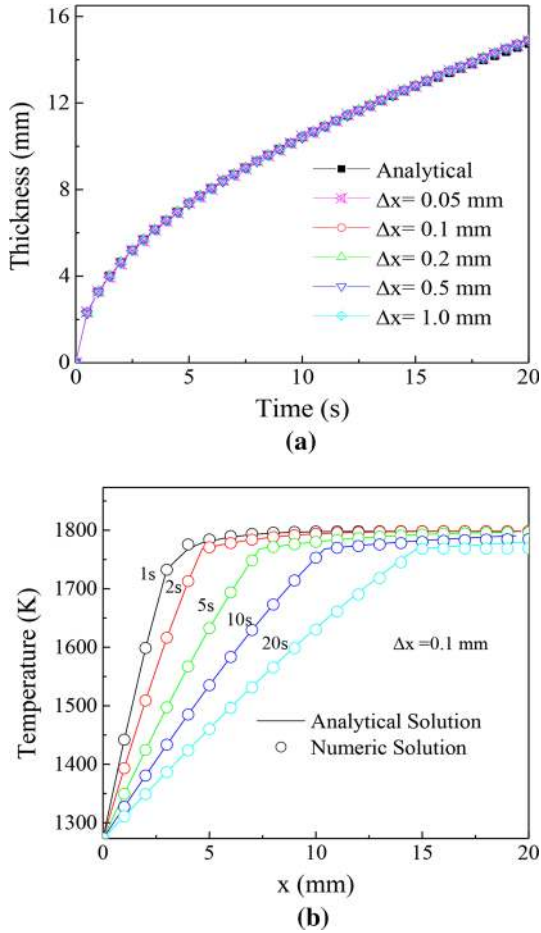 16
12
8
4
0
Thickness (mm)
Analytical
Δx= 0.05 mm
Δx= 0.1 mm
Δx= 0.2 mm
Δx= 0.5 mm
Δx= 1.0 mm
0 5 10 15 20
Time (s)
(a)
1800
1700
1600
1500
1400
1300
Temperature (K)
1s
2s
5s
10s
20s
Δx =0.1 mm
Analytical Solution
Numeric Solution
0 5 10 15 20
x (mm)
(b)